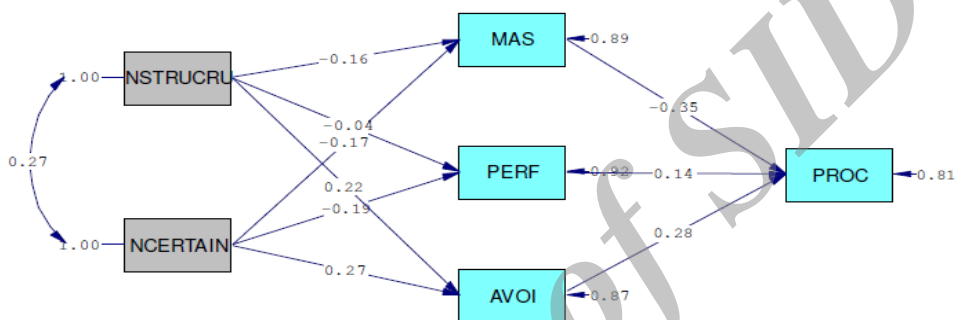 MAS
0.89
-0.16
1.00
NSTRUCRU
-0.35
-0.04
-0.17
0.27
PERF
0.92
0.14
PROC
0.81
0.22
-0.19
0.28
1.00
NCERTAIN
0.27
AVOI
0.87
of SID